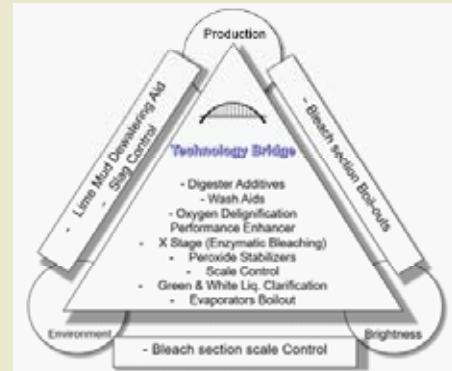 Production
- Lime Mud Dewatering Aid
- Slag Control
- Bleach section Boil-outs
Technology Bridge
- Digester Additives
- Wash Aids
- Oxygen Delignification
Performance Enhancer
- X Stage (Enzymatic Bleaching)
- Peroxide Stabilizers
- Scale Control
- Green & White Liq. Clarification
- Evaporators Boilout
Environment
Brightness
- Bleach section scale Control